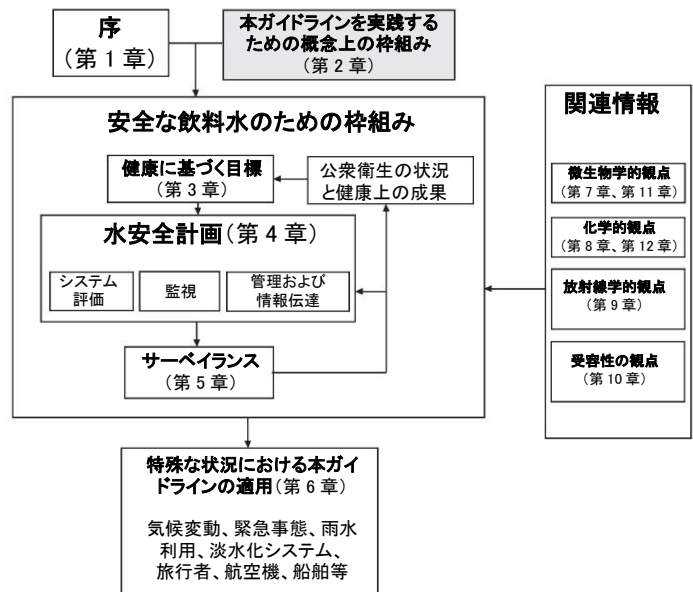 序
(第 1 章)
本ガイドラインを実践する
ための概念上の枠組み
(第 2 章)
安全な飲料水のための枠組み
健康に基づく目標
(第 3 章)
公衆衛生の状況
と健康上の成果
水安全計画(第 4 章)
システム
評価
監視
管理および
情報伝達
サーベイランス
(第 5 章)
関連情報
微生物学的観点
(第 7 章、第 11 章)
化学的観点
(第 8 章、第 12 章)
放射線学的観点
(第 9 章)
受容性の観点
(第 10 章)
特殊な状況における本ガイ
ドラインの適用(第 6 章)
気候変動、緊急事態、雨水
利用、淡水化システム、
旅行者、航空機、船舶等